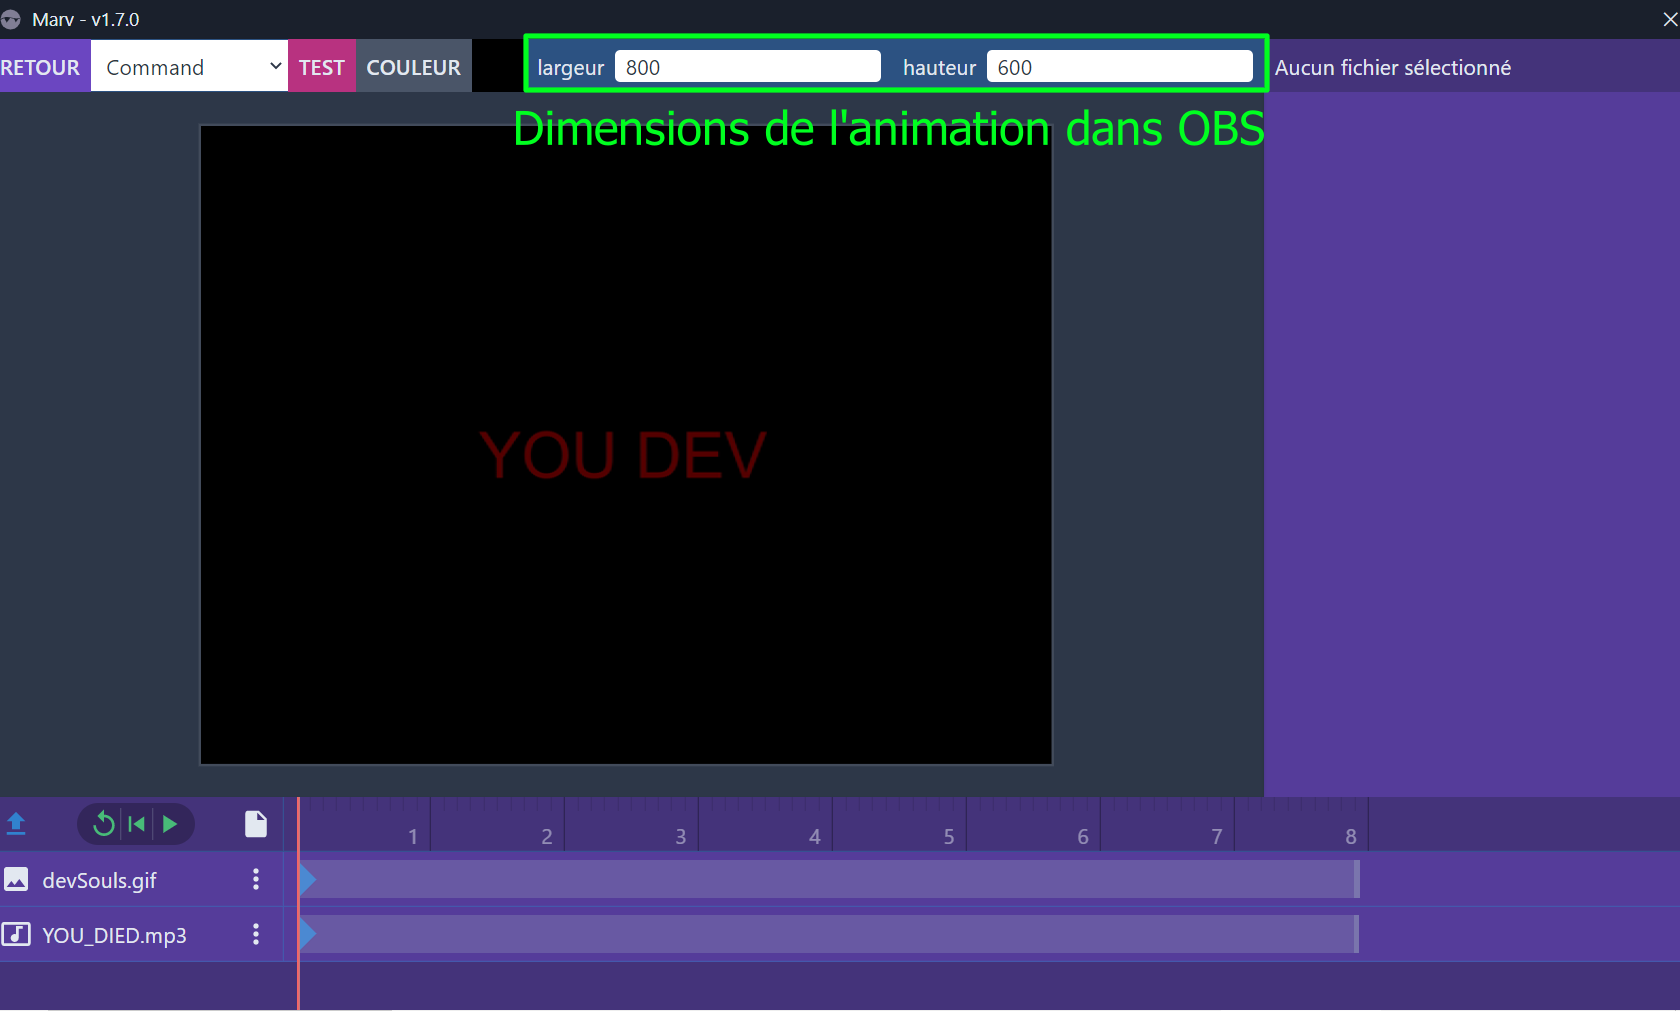 Marv - v1.7.0
RETOUR Command TEST COULEUR largeur 800 hauteur 600 Aucun fichier sélectionné
Dimensions de l'animation dans OBS
YOU DEV
1 2 3 4 5 6 7 8
devSouls.gif
YOU_DIED.mp3